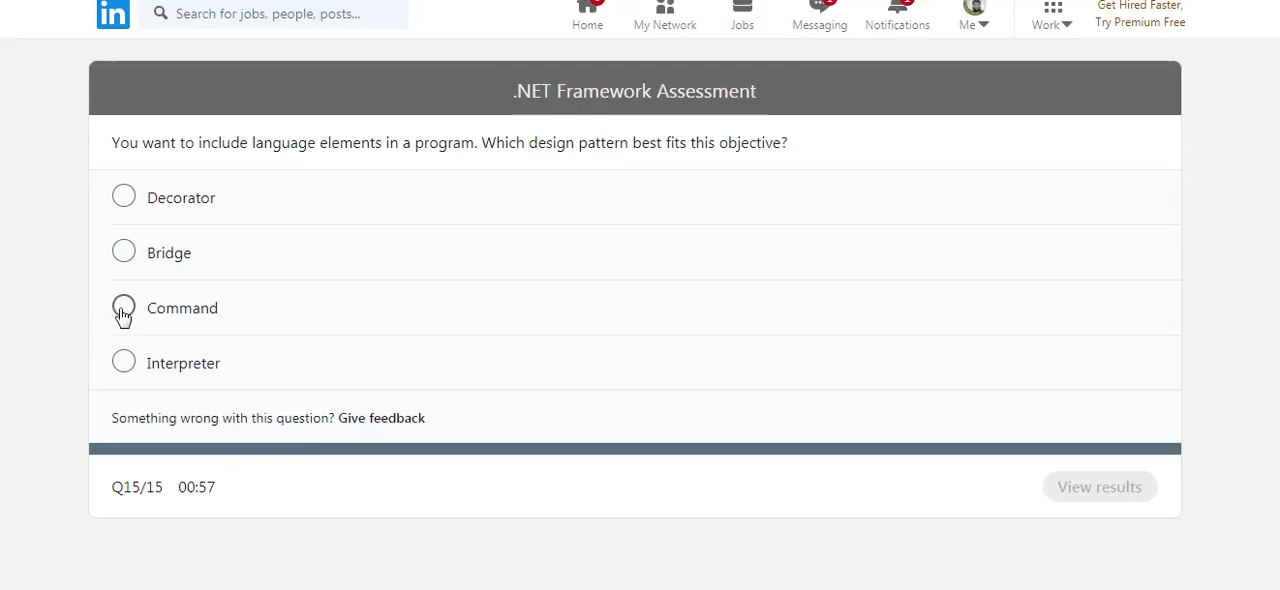 in
Search for jobs, people, posts...
Get Hired Faster,
Home
My Network
Jobs
Messaging
Notifications
Me
Work
Try Premium Free
.NET Framework Assessment
You want to include language elements in a program. Which design pattern best fits this objective?
Decorator
Bridge
Command
Interpreter
Something wrong with this question? Give feedback
Q15/15 00:57
View results